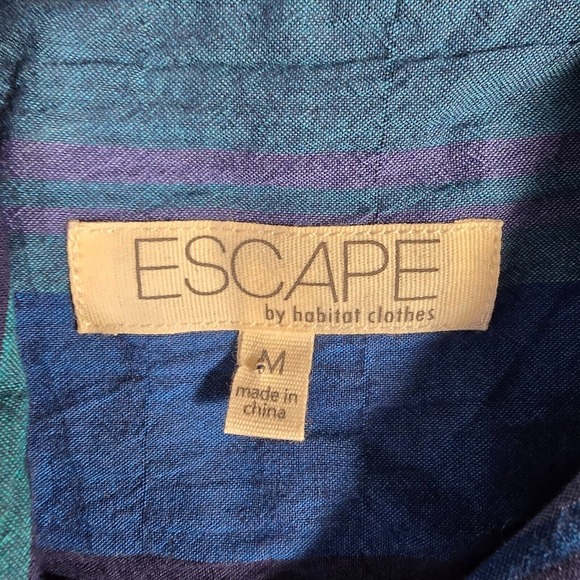 ESCAPE
by habitat clothes
M
made in
china